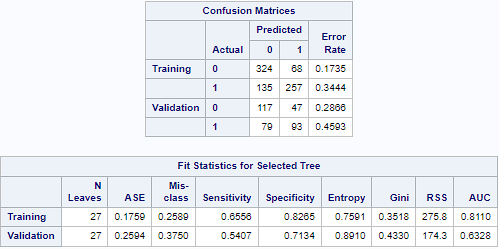 Confusion Matrices
Predicted Error
Actual 0 1 Rate
Training 0 324 68 0.1735
1 135 257 0.3444
Validation 0 117 47 0.2866
1 79 93 0.4593
Fit Statistics for Selected Tree
N Mis-
Leaves ASE class Sensitivity Specificity Entropy Gini RSS AUC
Training 27 0.1759 0.2589 0.6556 0.8265 0.7591 0.3518 275.8 0.8110
Validation 27 0.2594 0.3750 0.5407 0.7134 0.8910 0.4330 174.3 0.6328